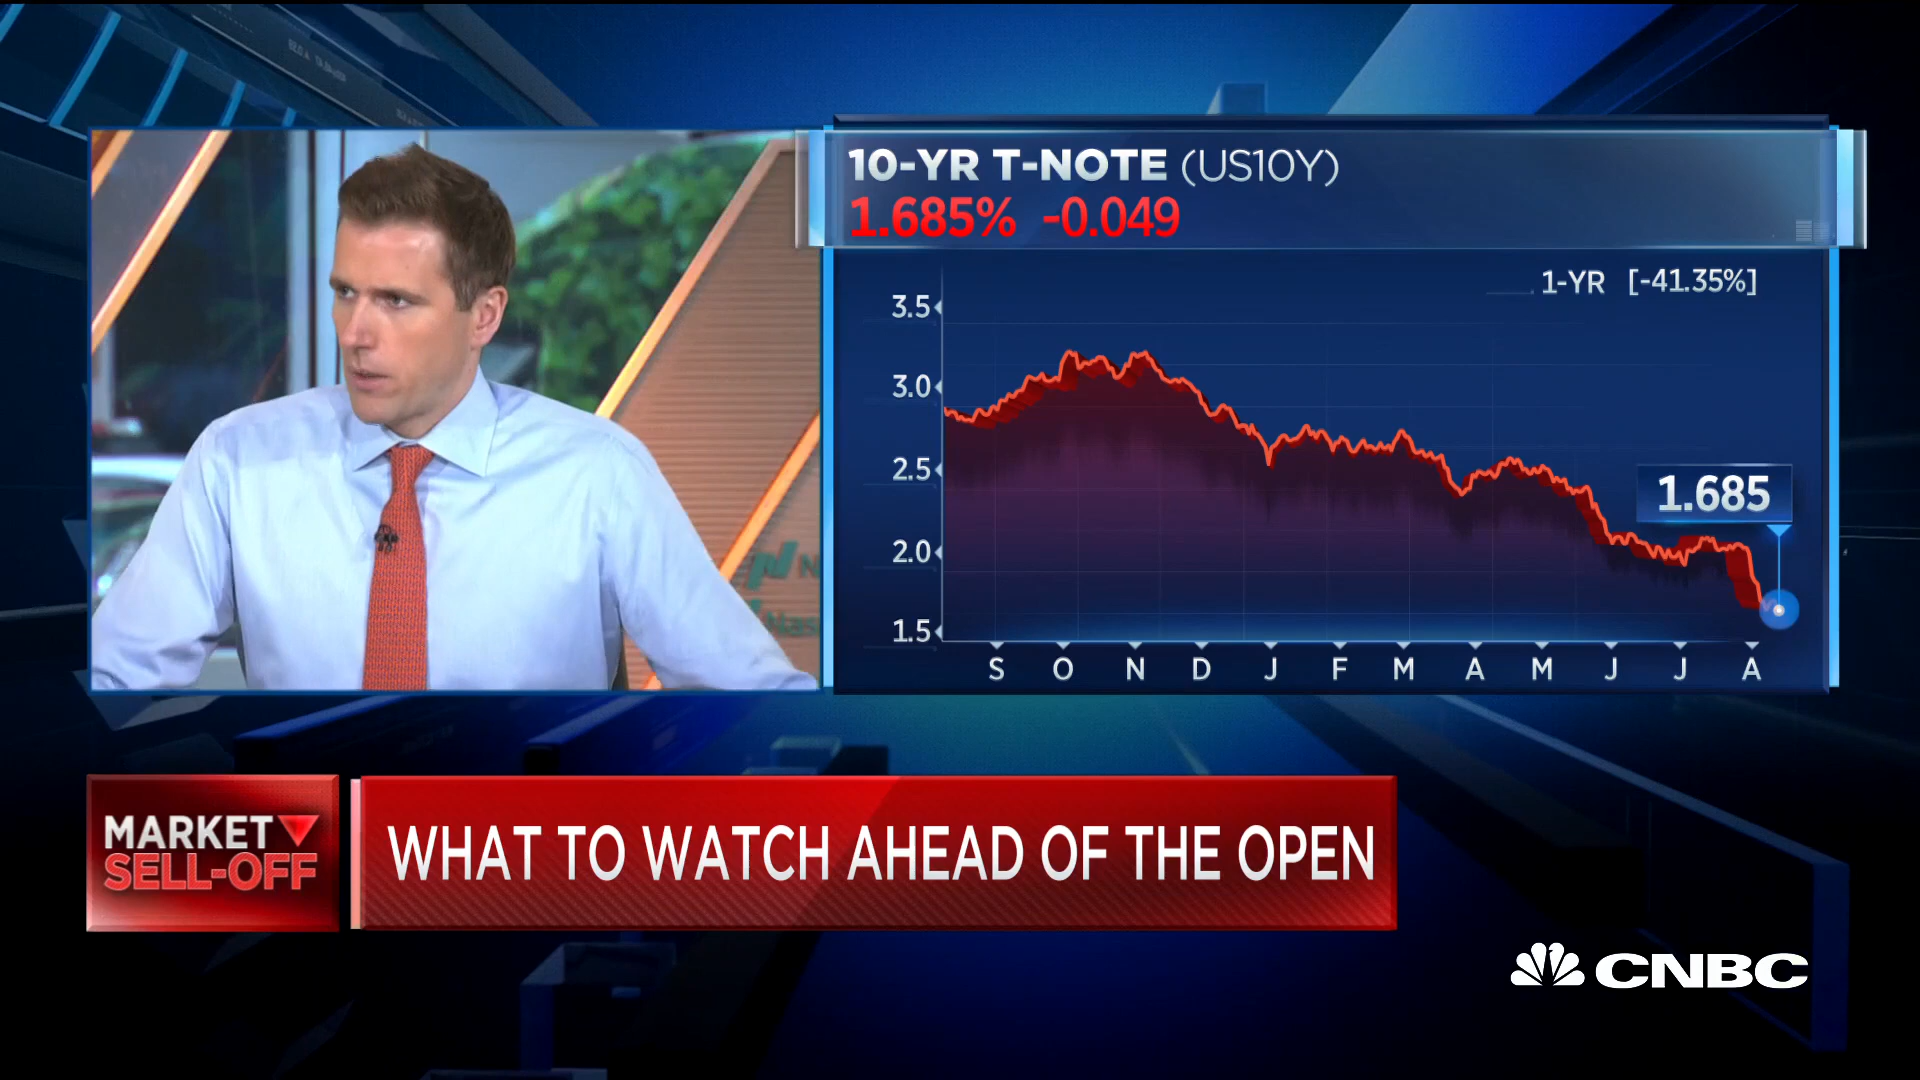 10-YR T-NOTE (US10Y)
1.685% -0.049
1-YR [-41.35%]
3.5
3.0
2.5
2.0
1.5
1.685
S O N D J F M A M J J A
MARKET
SELL-OFF
WHAT TO WATCH AHEAD OF THE OPEN
CNBC